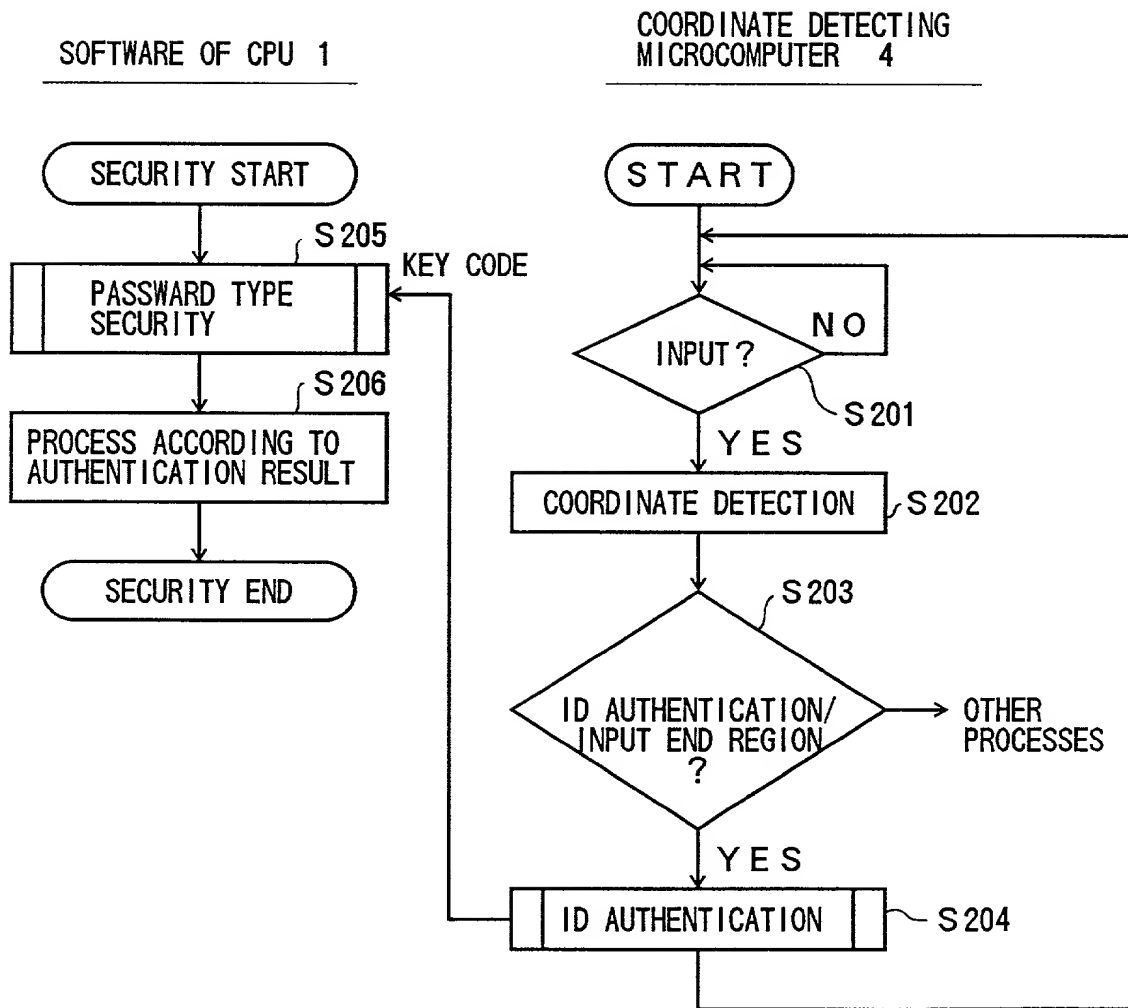 SOFTWARE OF CPU 1
SECURITY START
S205
PASSWARD TYPE
SECURITY
KEY CODE
S206
PROCESS ACCORDING TO
AUTHENTICATION RESULT
SECURITY END
COORDINATE DETECTING
MICROCOMPUTER 4
START
INPUT?
NO
S201
YES
COORDINATE DETECTION
S202
S203
ID AUTHENTICATION/
INPUT END REGION
?
OTHER
PROCESSES
YES
ID AUTHENTICATION
S204